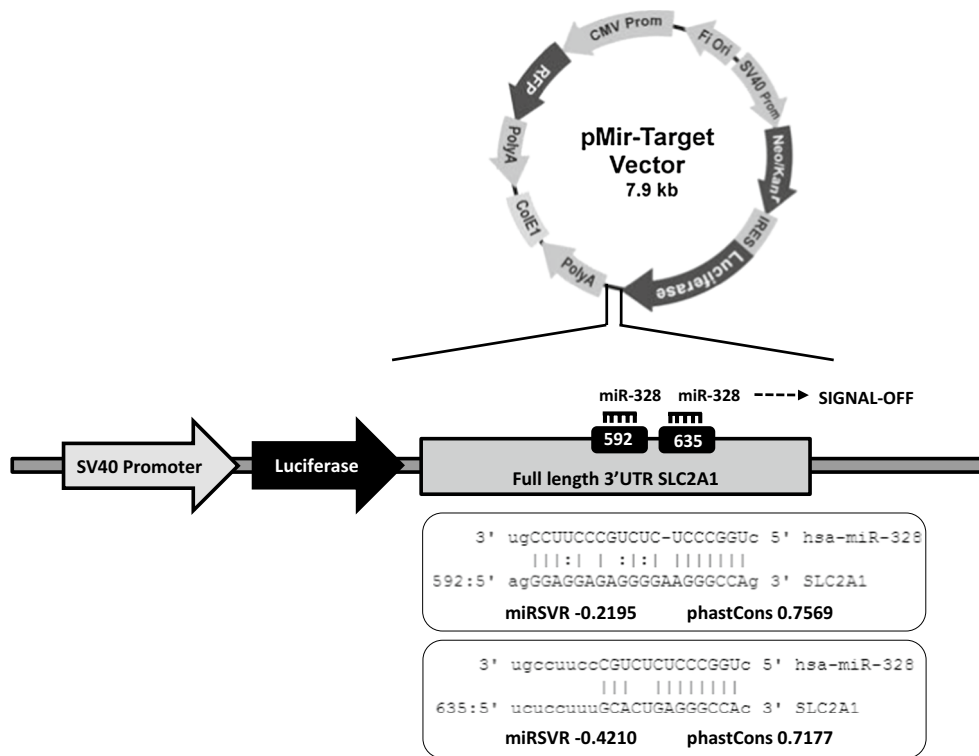 CMV Prom
Fi Ori
SV40 Prom
RFP
Neo/Kanr
PolyA
pMir-Target
Vector
7.9 kb
ColE1
IRES
PolyA
Luciferase
miR-328 miR-328 SIGNAL-OFF
592 635
SV40 Promoter Luciferase
Full length 3'UTR SLC2A1
3' ugCCUUCCCGUCUC-UCCCGGUc 5' hsa-miR-328
|||:| | :|:| |||||||
592:5' agGGAGGAGAGGGGAAGGGCCAg 3' SLC2A1
miRSVR -0.2195 phastCons 0.7569
3' ugccuuccCGUCUCUCCCGGUc 5' hsa-miR-328
||| ||||||||
635:5' ucuccuuuGCACUGAGGGCCAc 3' SLC2A1
miRSVR -0.4210 phastCons 0.7177